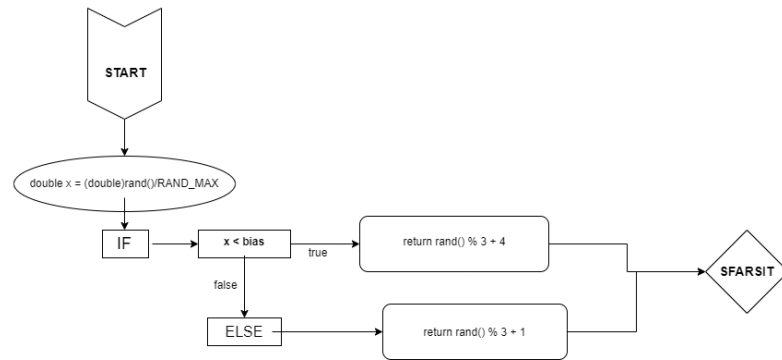 START
double x = (double)rand()/RAND_MAX
IF
x < bias
true
return rand() % 3 + 4
SFARSIT
false
ELSE
return rand() % 3 + 1